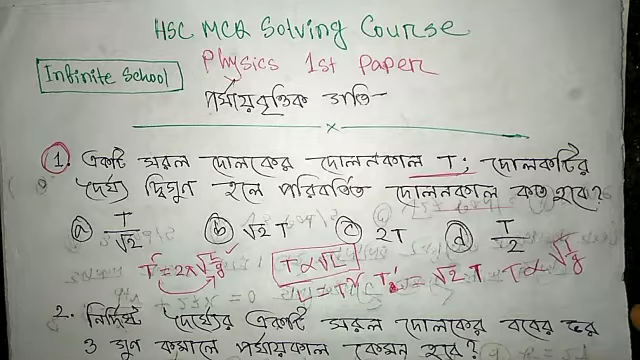 HSC MCQ Solving Course
Infinite School
Physics 1st Paper
পর্যায়বৃত্তিক গতি
x
1. একটি সরল দোলকের দোলনকাল T; দোলকটির
দৈর্ঘ্য দ্বিগুণ হলে পরিবর্তিত দোলনকাল কত হবে?
ⓐ T/√2 ⓑ √2 T ⓒ 2T ⓓ T/2
T = 2π√(L/g) T ∝ √L √2 T T ∝ √(1/g)
2. নির্দিষ্ট দৈর্ঘ্যের একটি সরল দোলকের ববের ভর
৩ গুণ কমালে পর্যায়কাল কেমন হবে?